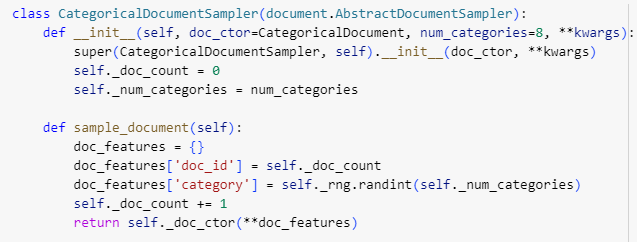 class CategoricalDocumentSampler(document.AbstractDocumentSampler):
    def __init__(self, doc_ctor=CategoricalDocument, num_categories=8, **kwargs):
        super(CategoricalDocumentSampler, self).__init__(doc_ctor, **kwargs)
        self._doc_count = 0
        self._num_categories = num_categories

    def sample_document(self):
        doc_features = {}
        doc_features['doc_id'] = self._doc_count
        doc_features['category'] = self._rng.randint(self._num_categories)
        self._doc_count += 1
        return self._doc_ctor(**doc_features)